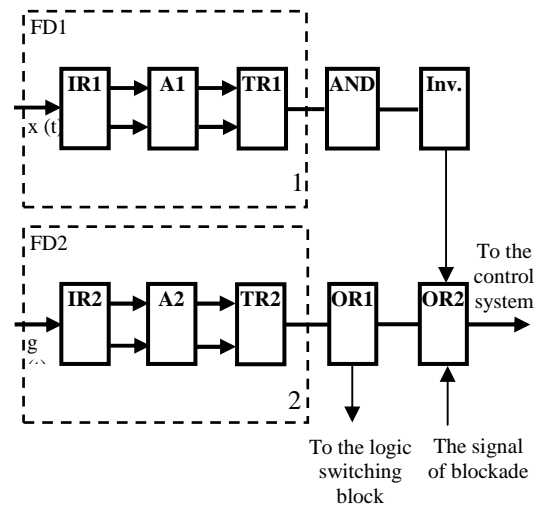 FD1
IR1
A1
TR1
AND
Inv.
x (t)
1
FD2
To the
control
system
IR2
A2
TR2
OR1
OR2
g
2
To the logic
switching
block
The signal
of blockade